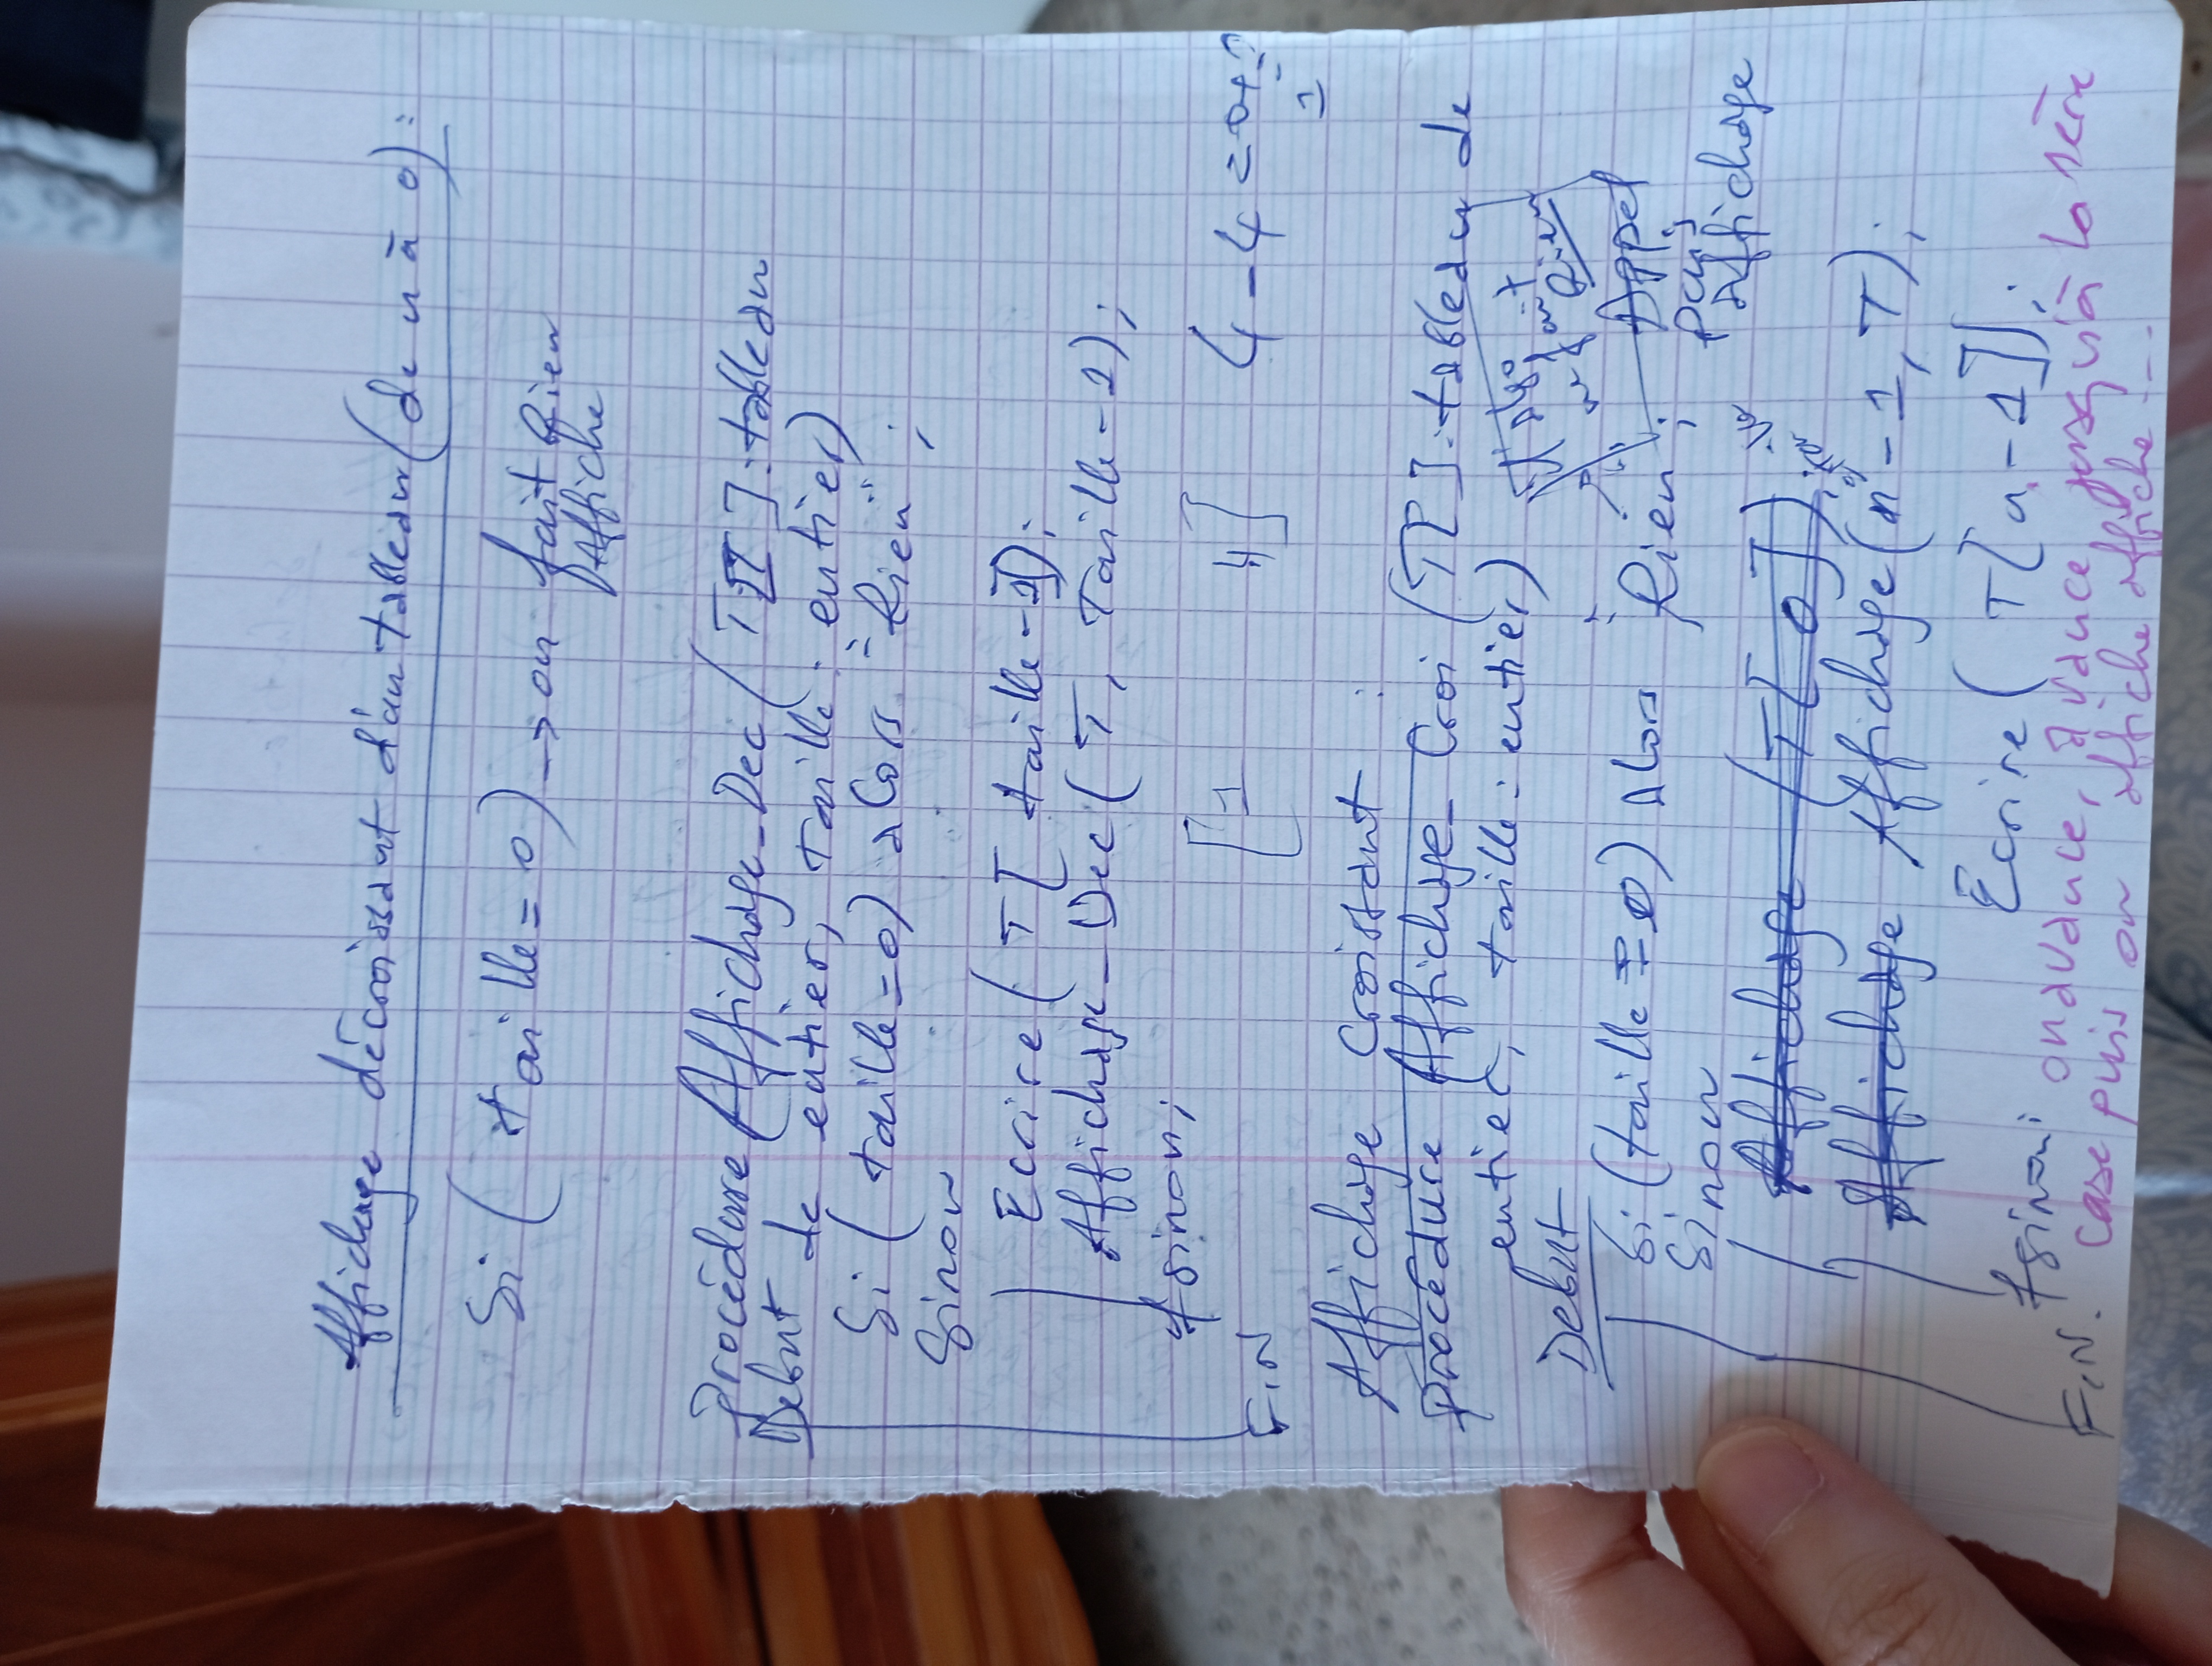 Affichage décroissant d'un tableau (de n à 0) :
Si ( taille = 0 ) → on fait Rien
Affiche
procédure Affichage_Dec ( T[ ] : tableau
Debut de entier, Taille : entier)
Si ( taille = 0) alors "Rien" ;
Sinon
Ecrire ( T[ taille - 1]);
Affichage_Dec ( T, Taille - 1);
fsinon;
[1 4] 4 - 4 = 0
1
FIN
Affichage Croissant :
procédure Affichage_Croi (T[ ] : tableau de
entier, taille : entier)
Debut
l'algo
ne fait
Rien
Si (taille = 0) alors Rien ;
Appel
puis
affichage
Sinon
Affichage (T[ 0 ]);
taille
Affichage Affichage (n - 1, T);
Ecrire ( T[n - 1]);
fsinon;
FIN. on avance, avance jusqu'à la 1ère
case puis on affiche affiche ....